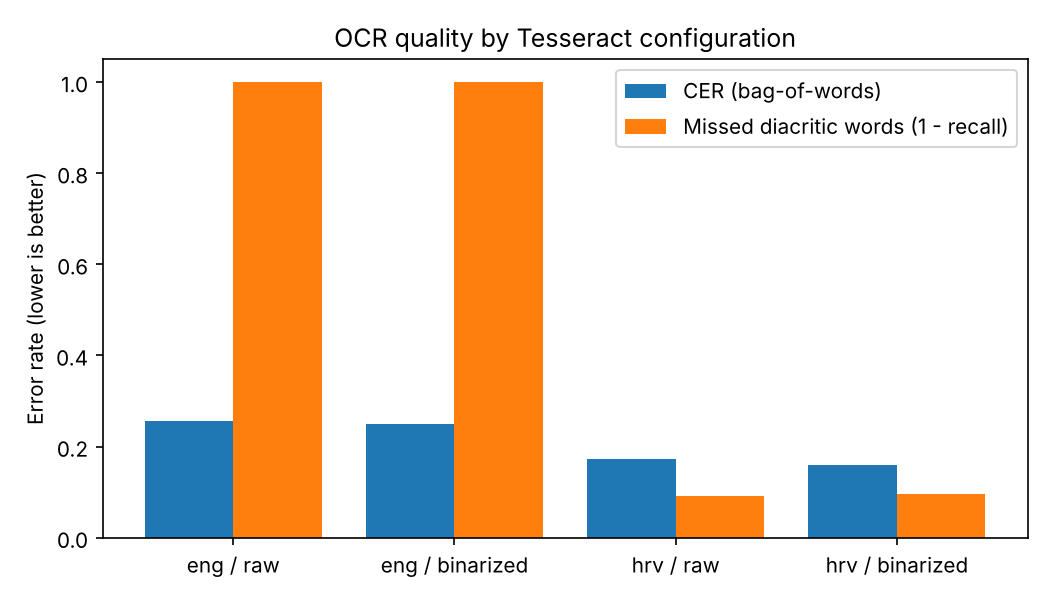 OCR quality by Tesseract configuration
CER (bag-of-words)
Missed diacritic words (1 - recall)
Error rate (lower is better)
1.0
0.8
0.6
0.4
0.2
0.0
eng / raw
eng / binarized
hrv / raw
hrv / binarized